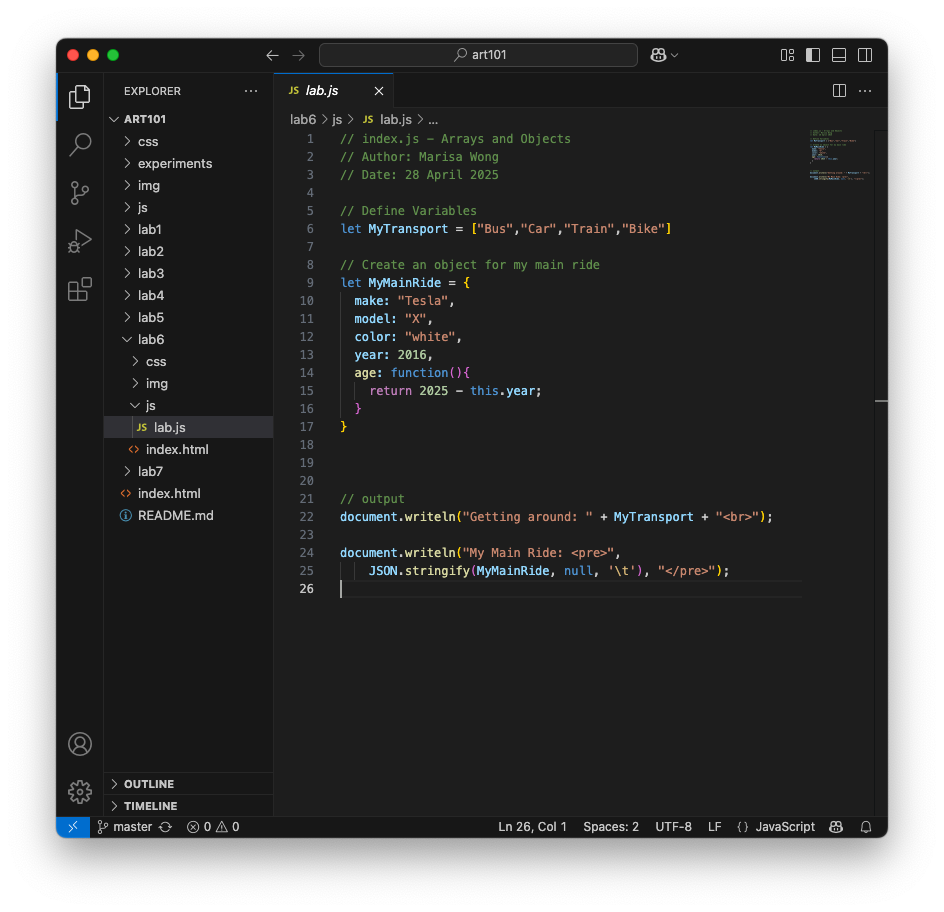 art101
EXPLORER
ART101
css
experiments
img
js
lab1
lab2
lab3
lab4
lab5
lab6
css
img
js
JS lab.js
<> index.html
lab7
<> index.html
README.md
OUTLINE
TIMELINE
JS lab.js
lab6 > js > JS lab.js > ...
1 // index.js – Arrays and Objects
2 // Author: Marisa Wong
3 // Date: 28 April 2025
4
5 // Define Variables
6 let MyTransport = ["Bus","Car","Train","Bike"]
7
8 // Create an object for my main ride
9 let MyMainRide = {
10 make: "Tesla",
11 model: "X",
12 color: "white",
13 year: 2016,
14 age: function(){
15 return 2025 – this.year;
16 }
17 }
18
19
20
21 // output
22 document.writeln("Getting around: " + MyTransport + "<br>");
23
24 document.writeln("My Main Ride: <pre>",
25 JSON.stringify(MyMainRide, null, '\t'), "</pre>");
26
master 0 0 Ln 26, Col 1 Spaces: 2 UTF-8 LF {} JavaScript